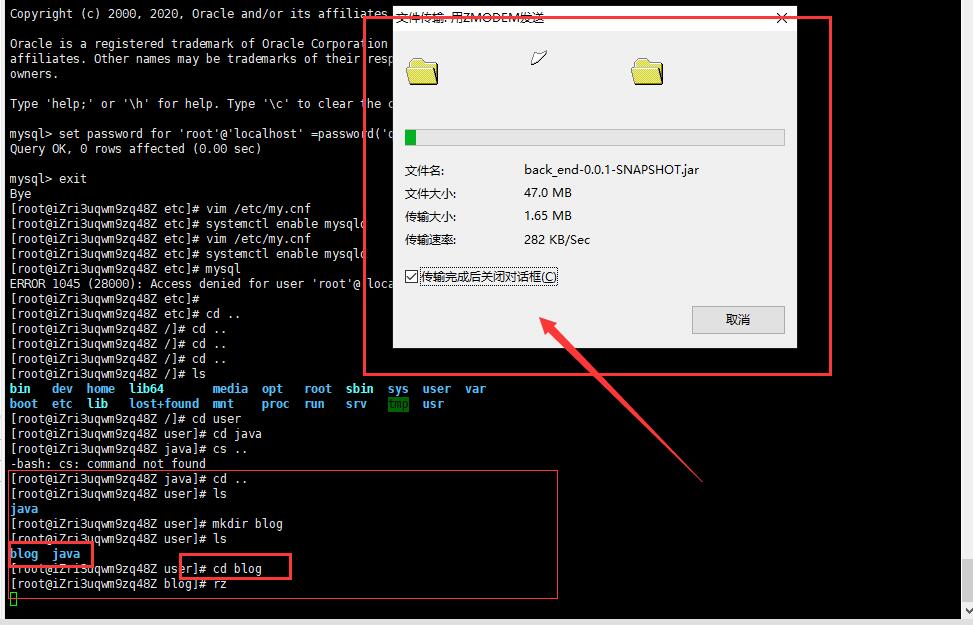 Copyright (c) 2000, 2020, Oracle and/or its affiliates
Oracle is a registered trademark of Oracle Corporation
affiliates. Other names may be trademarks of their resp
owners.
Type 'help;' or '\h' for help. Type '\c' to clear the c
mysql> set password for 'root'@'localhost' =password('
Query OK, 0 rows affected (0.00 sec)
mysql> exit
Bye
[root@iZri3uqwm9zq48Z etc]# vim /etc/my.cnf
[root@iZri3uqwm9zq48Z etc]# systemctl enable mysqld
[root@iZri3uqwm9zq48Z etc]# vim /etc/my.cnf
[root@iZri3uqwm9zq48Z etc]# systemctl enable mysqld
[root@iZri3uqwm9zq48Z etc]# mysql
ERROR 1045 (28000): Access denied for user 'root'@'loca
[root@iZri3uqwm9zq48Z etc]#
[root@iZri3uqwm9zq48Z etc]# cd ..
[root@iZri3uqwm9zq48Z /]# cd ..
[root@iZri3uqwm9zq48Z /]# cd ..
[root@iZri3uqwm9zq48Z /]# cd ..
[root@iZri3uqwm9zq48Z /]# ls
bin dev home lib64 media opt root sbin sys user var
boot etc lib lost+found mnt proc run srv tmp usr
[root@iZri3uqwm9zq48Z /]# cd user
[root@iZri3uqwm9zq48Z user]# cd java
[root@iZri3uqwm9zq48Z java]# cs ..
-bash: cs: command not found
[root@iZri3uqwm9zq48Z java]# cd ..
[root@iZri3uqwm9zq48Z user]# ls
java
[root@iZri3uqwm9zq48Z user]# mkdir blog
[root@iZri3uqwm9zq48Z user]# ls
blog java
[root@iZri3uqwm9zq48Z user]# cd blog
[root@iZri3uqwm9zq48Z blog]# rz
文件传输: 用ZMODEM发送
文件名: back_end-0.0.1-SNAPSHOT.jar
文件大小: 47.0 MB
传输大小: 1.65 MB
传输速率: 282 KB/Sec
传输完成后关闭对话框(C)
取消